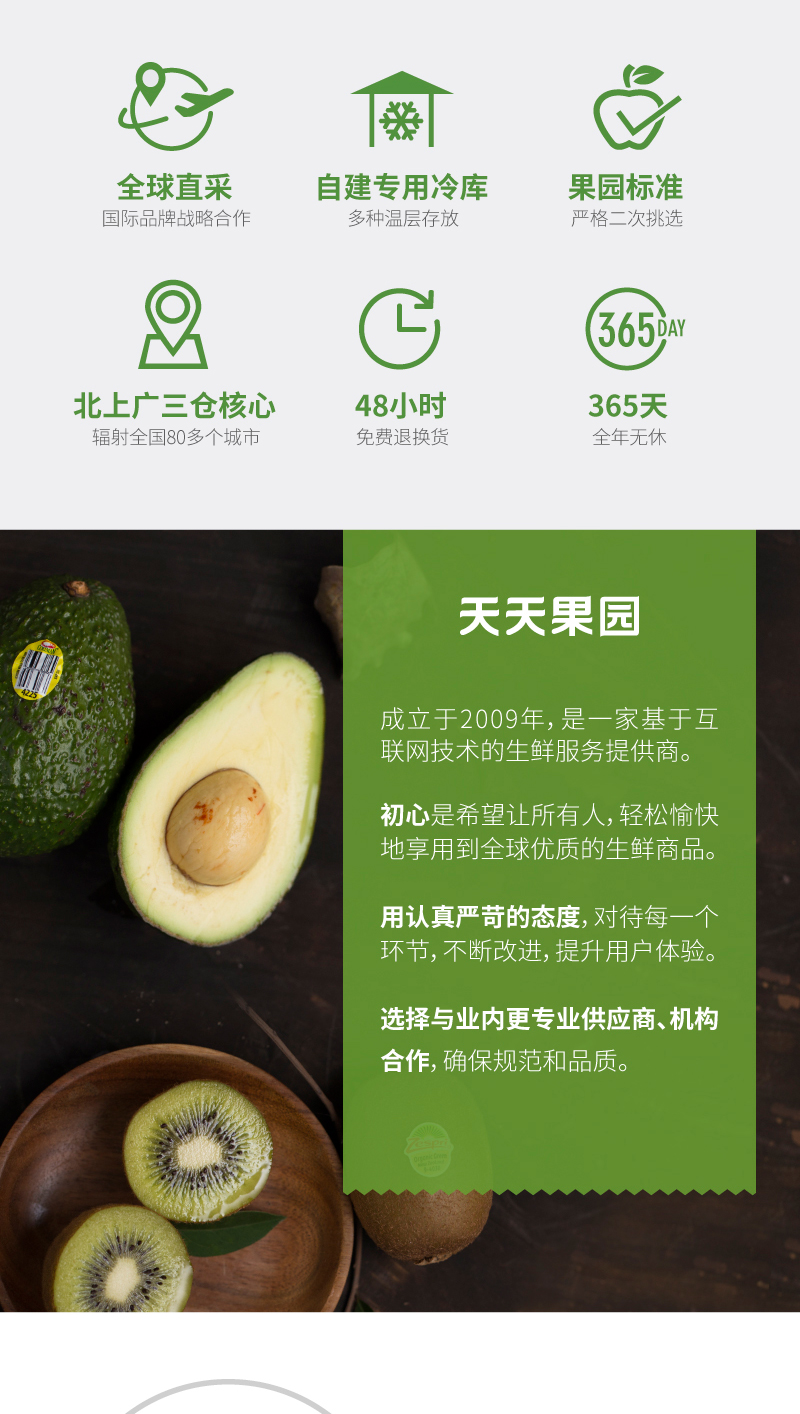 全球直采
国际品牌战略合作
自建专用冷库
多种温层存放
果园标准
严格二次挑选
北上广三仓核心
辐射全国80多个城市
48小时
免费退换货
365DAY
365天
全年无休
4225
天天果园
成立于2009年，是一家基于互
联网技术的生鲜服务提供商。
初心是希望让所有人，轻松愉快
地享用到全球优质的生鲜商品。
用认真严苛的态度，对待每一个
环节，不断改进，提升用户体验。
选择与业内更专业供应商、机构
合作，确保规范和品质。